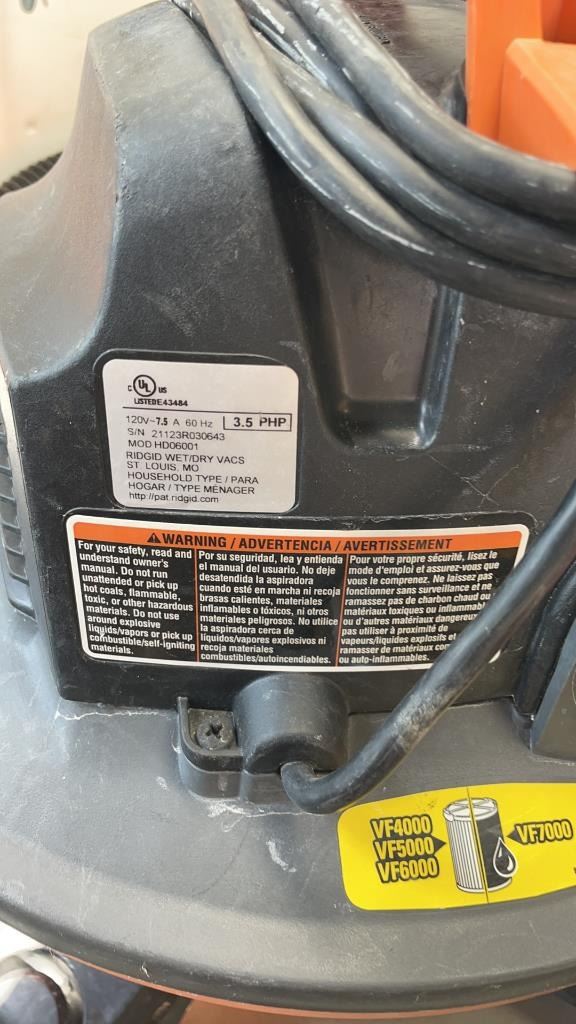 C UL US
LISTED E43484
120V~7.5 A 60 Hz 3.5 PHP
S/N 21123R030643
MOD HD06001
RIDGID WET/DRY VACS
ST. LOUIS, MO
HOUSEHOLD TYPE / PARA
HOGAR / TYPE MÉNAGER
http://pat.ridgid.com
WARNING / ADVERTENCIA / AVERTISSEMENT
For your safety, read and
understand owner's
manual. Do not run
unattended or pick up
hot coals, flammable,
toxic, or other hazardous
materials. Do not use
around explosive
liquids/vapors or pick up
combustible/self-igniting
materials.
Por su seguridad, lea y entienda
el manual del usuario. No deje
desatendida la aspiradora
cuando esté en marcha ni recoja
brasas calientes, materiales
inflamables o tóxicos, ni otros
materiales peligrosos. No utilice
la aspiradora cerca de
líquidos/vapores explosivos ni
recoja materiales
combustibles/autoincendiables.
Pour votre propre sécurité, lisez le
mode d'emploi et assurez-vous que
vous le comprenez. Ne laissez pas
fonctionner sans surveillance et ne
ramassez pas de charbon chaud ou
matériaux toxiques ou
ou d'autres matériaux
pas utiliser à proximité de
vapeurs/liquides explosifs et
ramasser de matériaux
ou auto-inflammables.
VF4000
VF5000
VF6000
VF7000